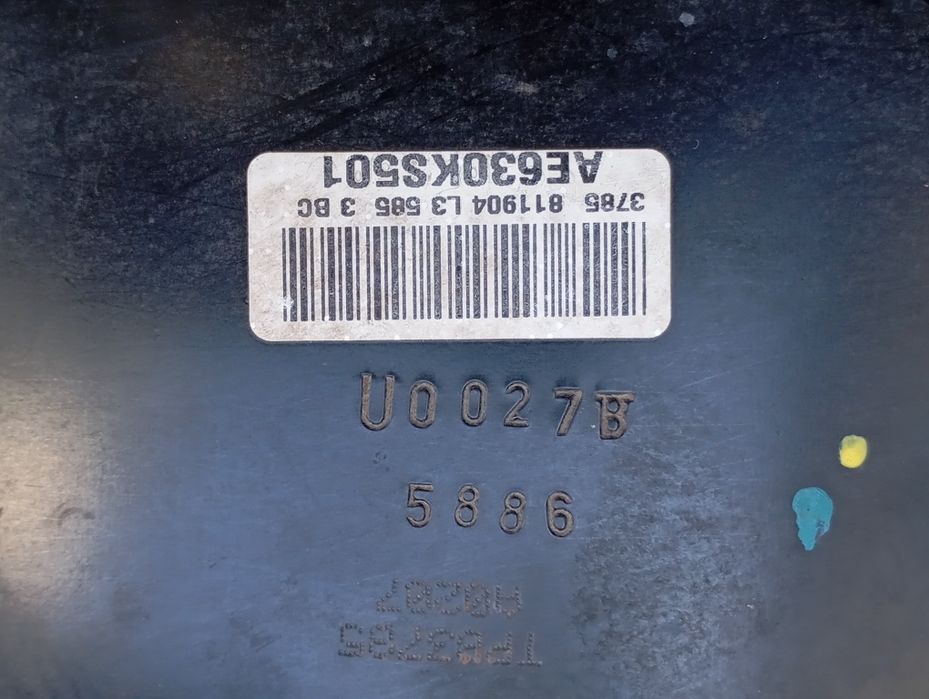 3785 811904 L3 585 3 BC
AE630KS501
U0027B
5886